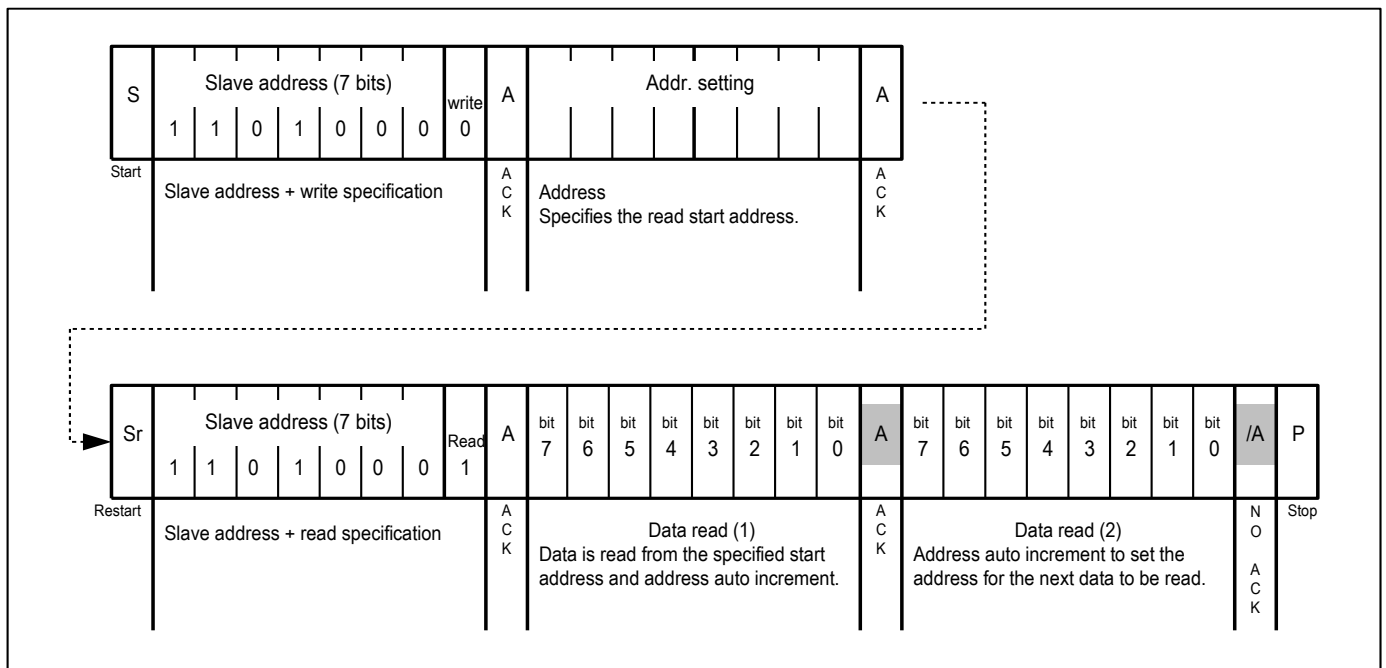 S
Slave address (7 bits)
write
A
Addr. setting
A
1 1 0 1 0 0 0 0
Start
Slave address + write specification
A
C
K
Address
Specifies the read start address.
A
C
K
Sr
Slave address (7 bits)
Read
A
bit bit bit bit bit bit bit bit
7 6 5 4 3 2 1 0
A
bit bit bit bit bit bit bit bit
7 6 5 4 3 2 1 0
/A
P
1 1 0 1 0 0 0 1
Restart
Slave address + read specification
A
C
K
Data read (1)
Data is read from the specified start
address and address auto increment.
A
C
K
Data read (2)
Address auto increment to set the
address for the next data to be read.
N
O
A
C
K
Stop